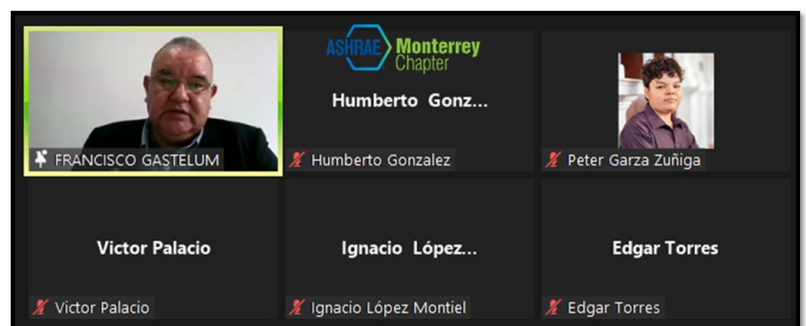 ASHRAE Monterrey
Chapter
Humberto Gonz...
FRANCISCO GASTELUM
Humberto Gonzalez
Peter Garza Zuñiga
Victor Palacio
Ignacio López...
Edgar Torres
Victor Palacio
Ignacio López Montiel
Edgar Torres